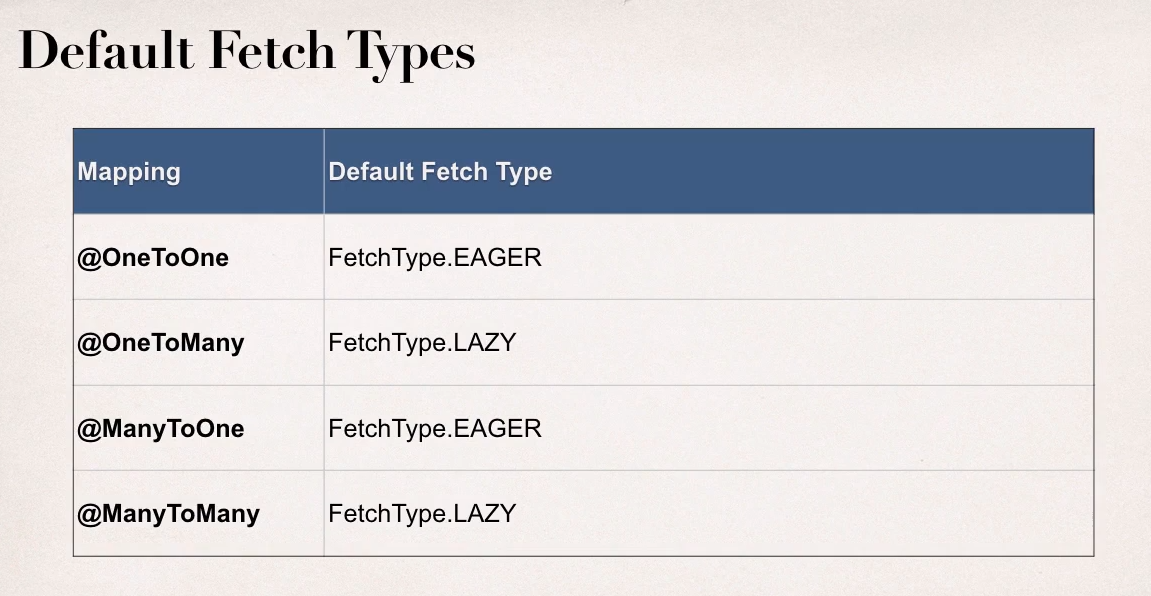 Default Fetch Types
Mapping Default Fetch Type
@OneToOne FetchType.EAGER
@OneToMany FetchType.LAZY
@ManyToOne FetchType.EAGER
@ManyToMany FetchType.LAZY